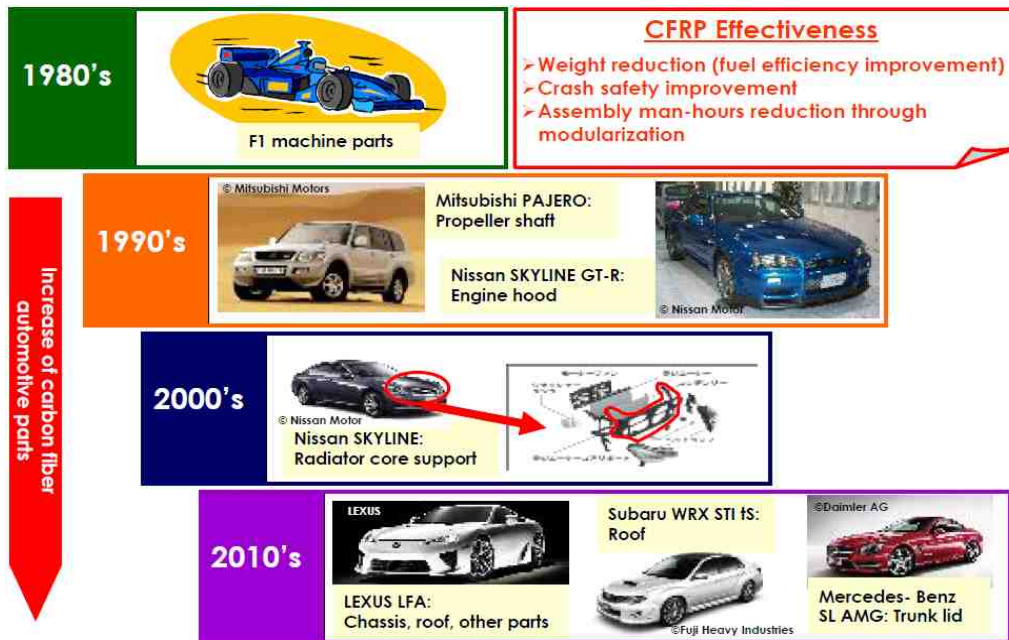 1980's
F1 machine parts
CFRP Effectiveness
➢Weight reduction (fuel efficiency improvement)
➢Crash safety improvement
➢Assembly man-hours reduction through
modularization
Increase of carbon fiber
automotive parts
1990's
© Mitsubishi Motors
Mitsubishi PAJERO:
Propeller shaft
Nissan SKYLINE GT-R:
Engine hood
© Nissan Motor
2000's
© Nissan Motor
Nissan SKYLINE:
Radiator core support
2010's
LEXUS
LEXUS LFA:
Chassis, roof, other parts
Subaru WRX STI tS:
Roof
©Fuji Heavy Industries
©Daimler AG
Mercedes- Benz
SL AMG: Trunk lid